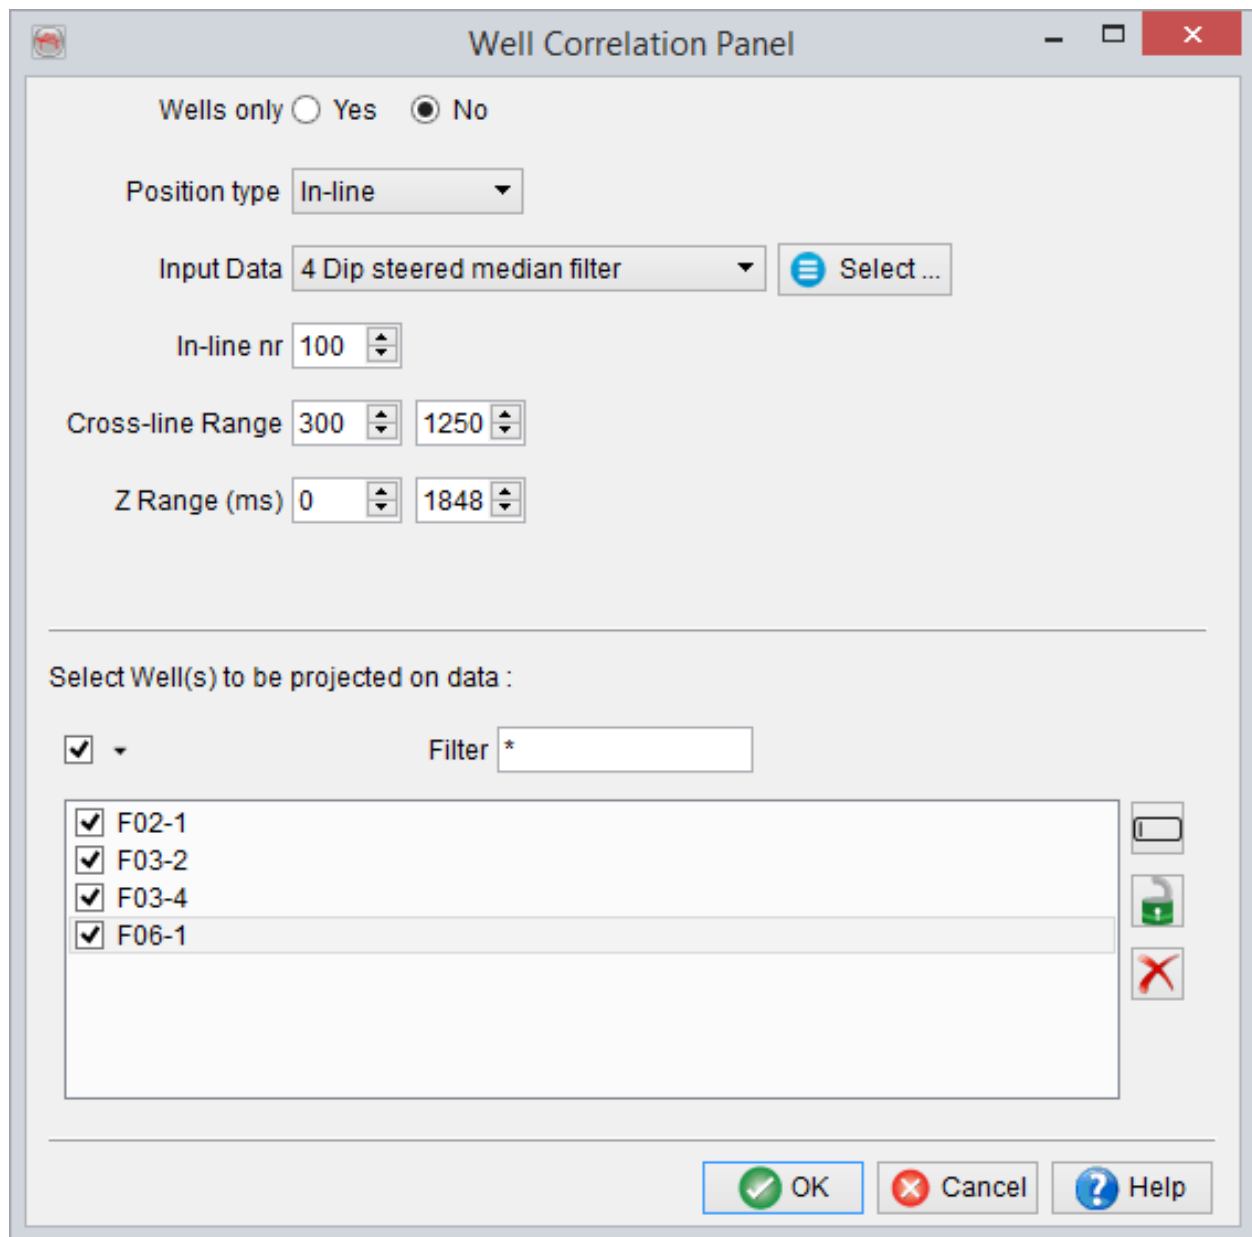 Well Correlation Panel
Wells only Yes No
Position type In-line
Input Data 4 Dip steered median filter Select ...
In-line nr 100
Cross-line Range 300 1250
Z Range (ms) 0 1848
Select Well(s) to be projected on data :
Filter *
F02-1
F03-2
F03-4
F06-1
OK Cancel Help